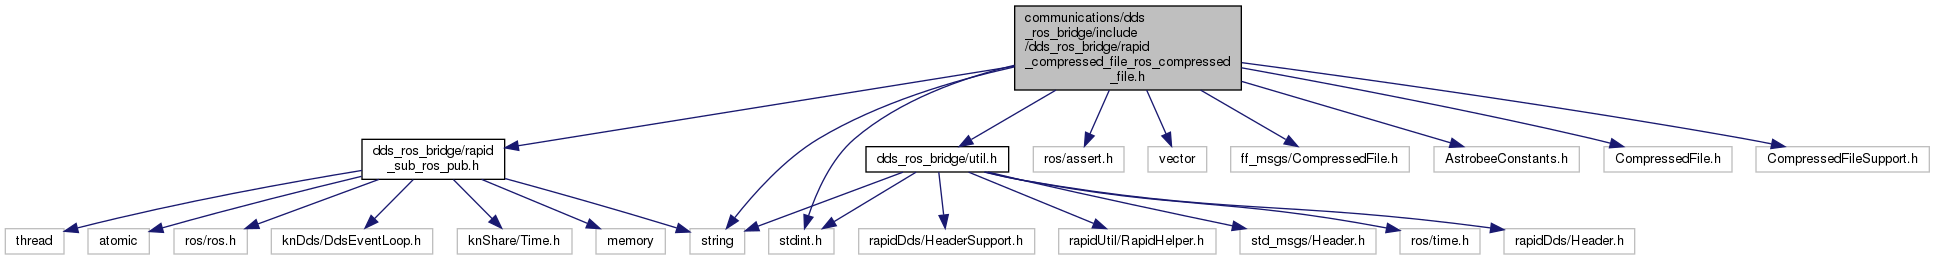 communications/dds
_ros_bridge/include
/dds_ros_bridge/rapid
_compressed_file_ros_compressed
_file.h
dds_ros_bridge/rapid
_sub_ros_pub.h
dds_ros_bridge/util.h
ros/assert.h
vector
ff_msgs/CompressedFile.h
AstrobeeConstants.h
CompressedFile.h
CompressedFileSupport.h
thread
atomic
ros/ros.h
knDds/DdsEventLoop.h
knShare/Time.h
memory
string
stdint.h
rapidDds/HeaderSupport.h
rapidUtil/RapidHelper.h
std_msgs/Header.h
ros/time.h
rapidDds/Header.h